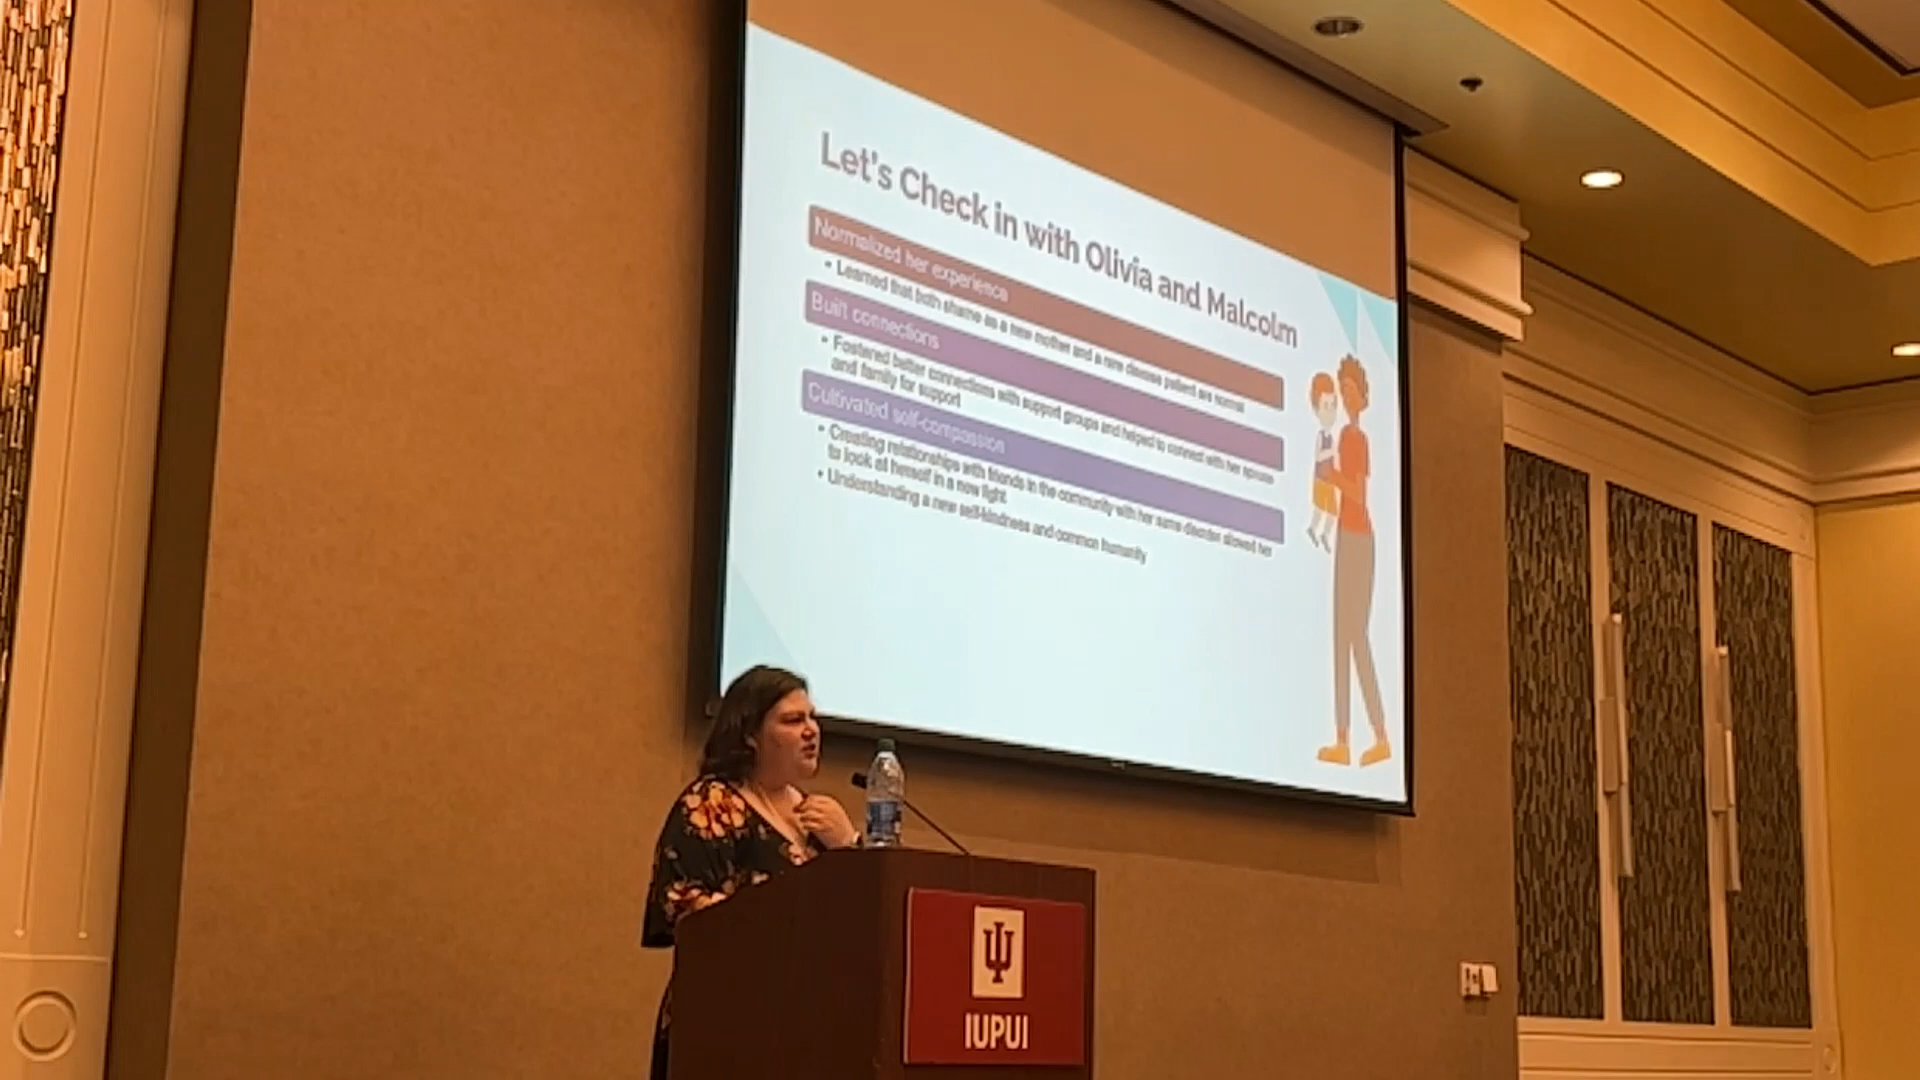 Let's Check in with Olivia and Malcolm
Normalized her experience
• Learned that both shame as a new mother and a rare disease patient are normal
Built connections
• Fostered better connections with support groups and helped to connect with her spouse
and family for support
Cultivated self-compassion
• Creating relationships with friends in the community with her same disorder allowed her
to look at herself in a new light
• Understanding a new self-kindness and common humanity
IUPUI